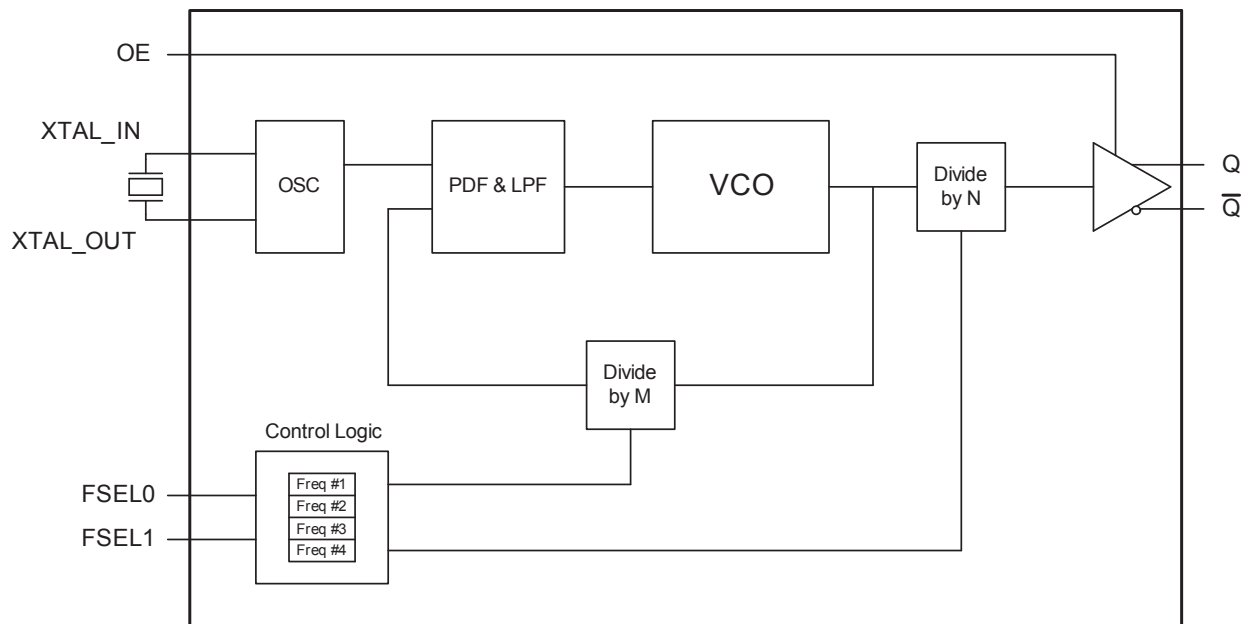 OE
XTAL_IN
XTAL_OUT
OSC
PDF & LPF
VCO
Divide
by N
Q
Q̅
Divide
by M
Control Logic
FSEL0
FSEL1
Freq #1
Freq #2
Freq #3
Freq #4